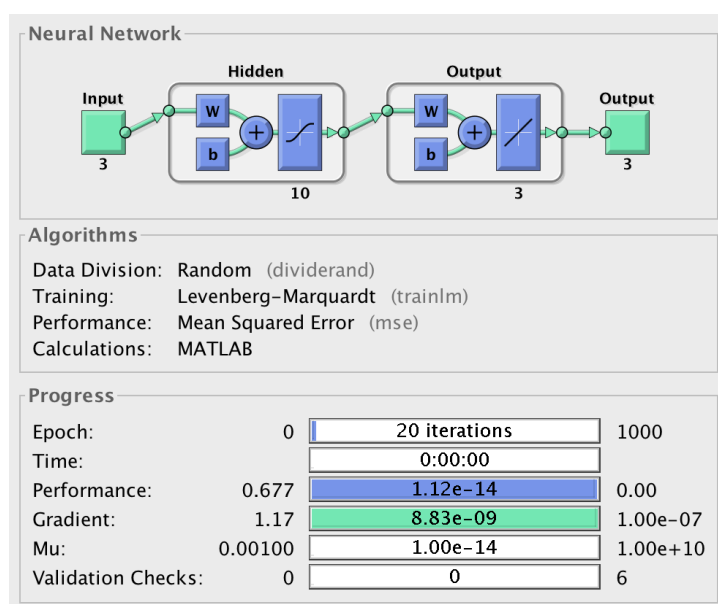 Neural Network
Hidden
Output
Input
Output
W
b
+
W
b
+
3
10
3
3
Algorithms
Data Division: Random (dividerand)
Training: Levenberg-Marquardt (trainlm)
Performance: Mean Squared Error (mse)
Calculations: MATLAB
Progress
Epoch: 0 20 iterations 1000
Time: 0:00:00
Performance: 0.677 1.12e-14 0.00
Gradient: 1.17 8.83e-09 1.00e-07
Mu: 0.00100 1.00e-14 1.00e+10
Validation Checks: 0 0 6